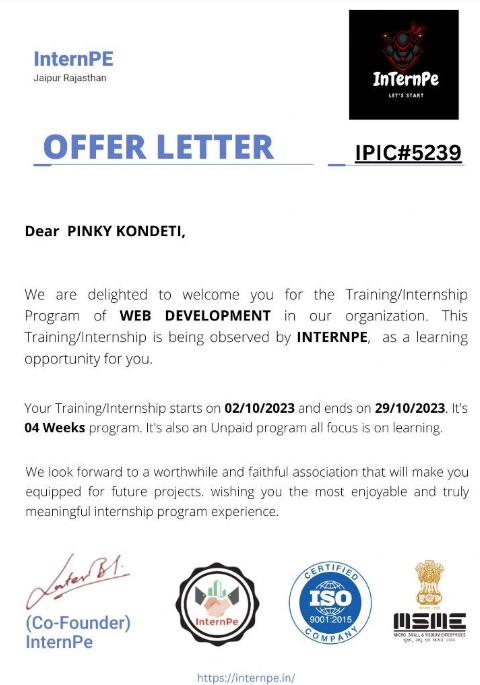 InternPE
Jaipur Rajasthan
InTernPe
LET'S START
OFFER LETTER
IPIC#5239
Dear PINKY KONDETI,
We are delighted to welcome you for the Training/Internship
Program of WEB DEVELOPMENT in our organization. This
Training/Internship is being observed by INTERNPE, as a learning
opportunity for you.
Your Training/Internship starts on 02/10/2023 and ends on 29/10/2023. It's
04 Weeks program. It's also an Unpaid program all focus is on learning.
We look forward to a worthwhile and faithful association that will make you
equipped for future projects. wishing you the most enjoyable and truly
meaningful internship program experience.
(Co-Founder)
InternPe
InternPe
CERTIFIED
ISO
9001:2015
COMPANY
MSME
MICRO, SMALL & MEDIUM ENTERPRISES
सूक्ष्म, लघु एवं मध्यम उद्यम
https://internpe.in/